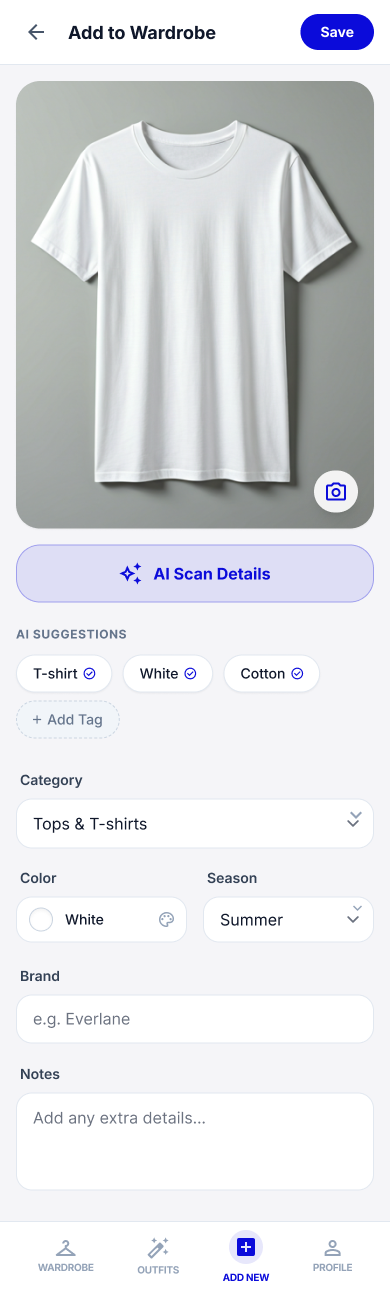 Add to Wardrobe
Save
AI Scan Details
AI SUGGESTIONS
T-shirt
White
Cotton
+ Add Tag
Category
Tops & T-shirts
Color
Season
White
Summer
Brand
e.g. Everlane
Notes
Add any extra details...
WARDROBE
OUTFITS
ADD NEW
PROFILE